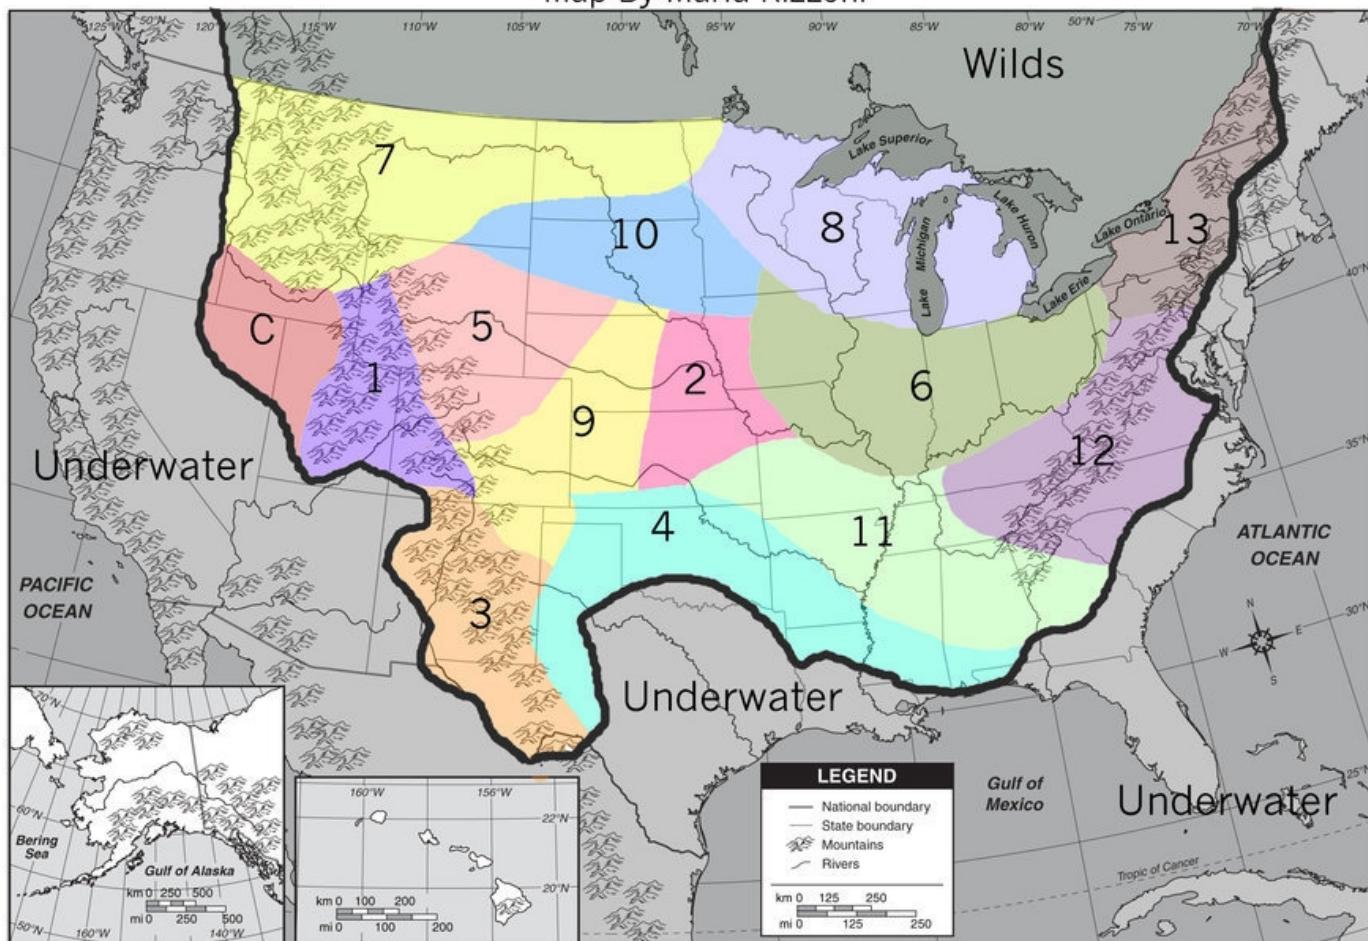 125°W
120°
50°N
115°W
110°W
105°W
100°W
95°W
90°W
85°W
80°W
75°W
50°N
70°W
Wilds
45°N
Lake Superior
7
10
8
Lake Michigan
Lake Huron
Lake Ontario
13
Lake Erie
40°N
C
5
1
2
6
9
12
35°N
Underwater
4
11
ATLANTIC
OCEAN
PACIFIC
OCEAN
3
30°N
N
W
E
S
Underwater
Gulf of
Mexico
Underwater
25°N
Tropic of Cancer
70°N
60°N
Bering
Sea
Gulf of Alaska
km 0 250 500
mi 0 250 500
50°N
160°W
140°W
160°W
156°W
22°N
20°N
km 0 100 200
mi 0 100 200
LEGEND
National boundary
State boundary
Mountains
Rivers
km 0 125 250
mi 0 125 250